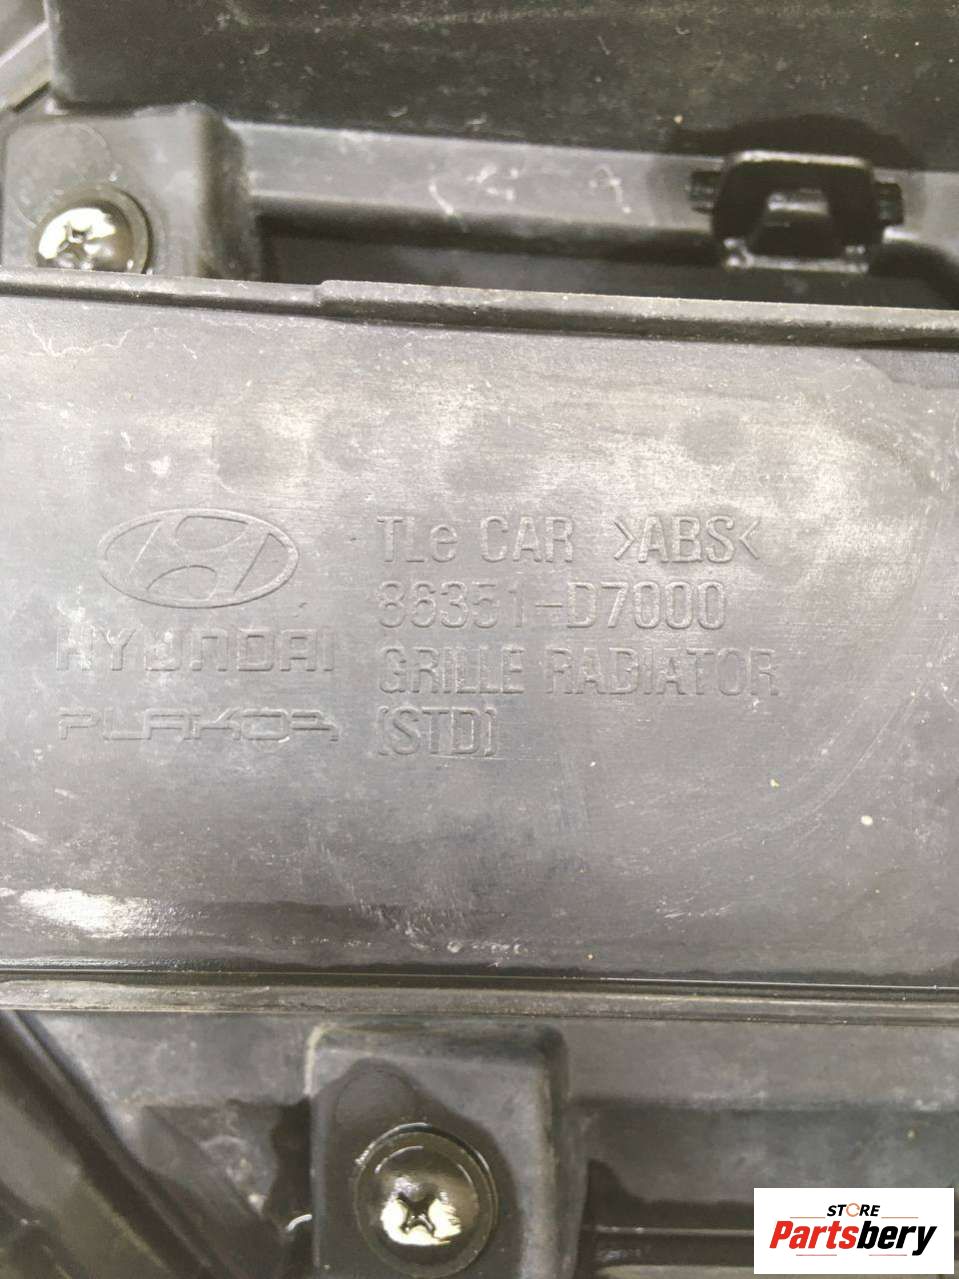 TLe CAR >ABS<
86351-D7000
HYUNDAI
GRILLE RADIATOR
PLAKOR
(STD)
STORE
Partsbery